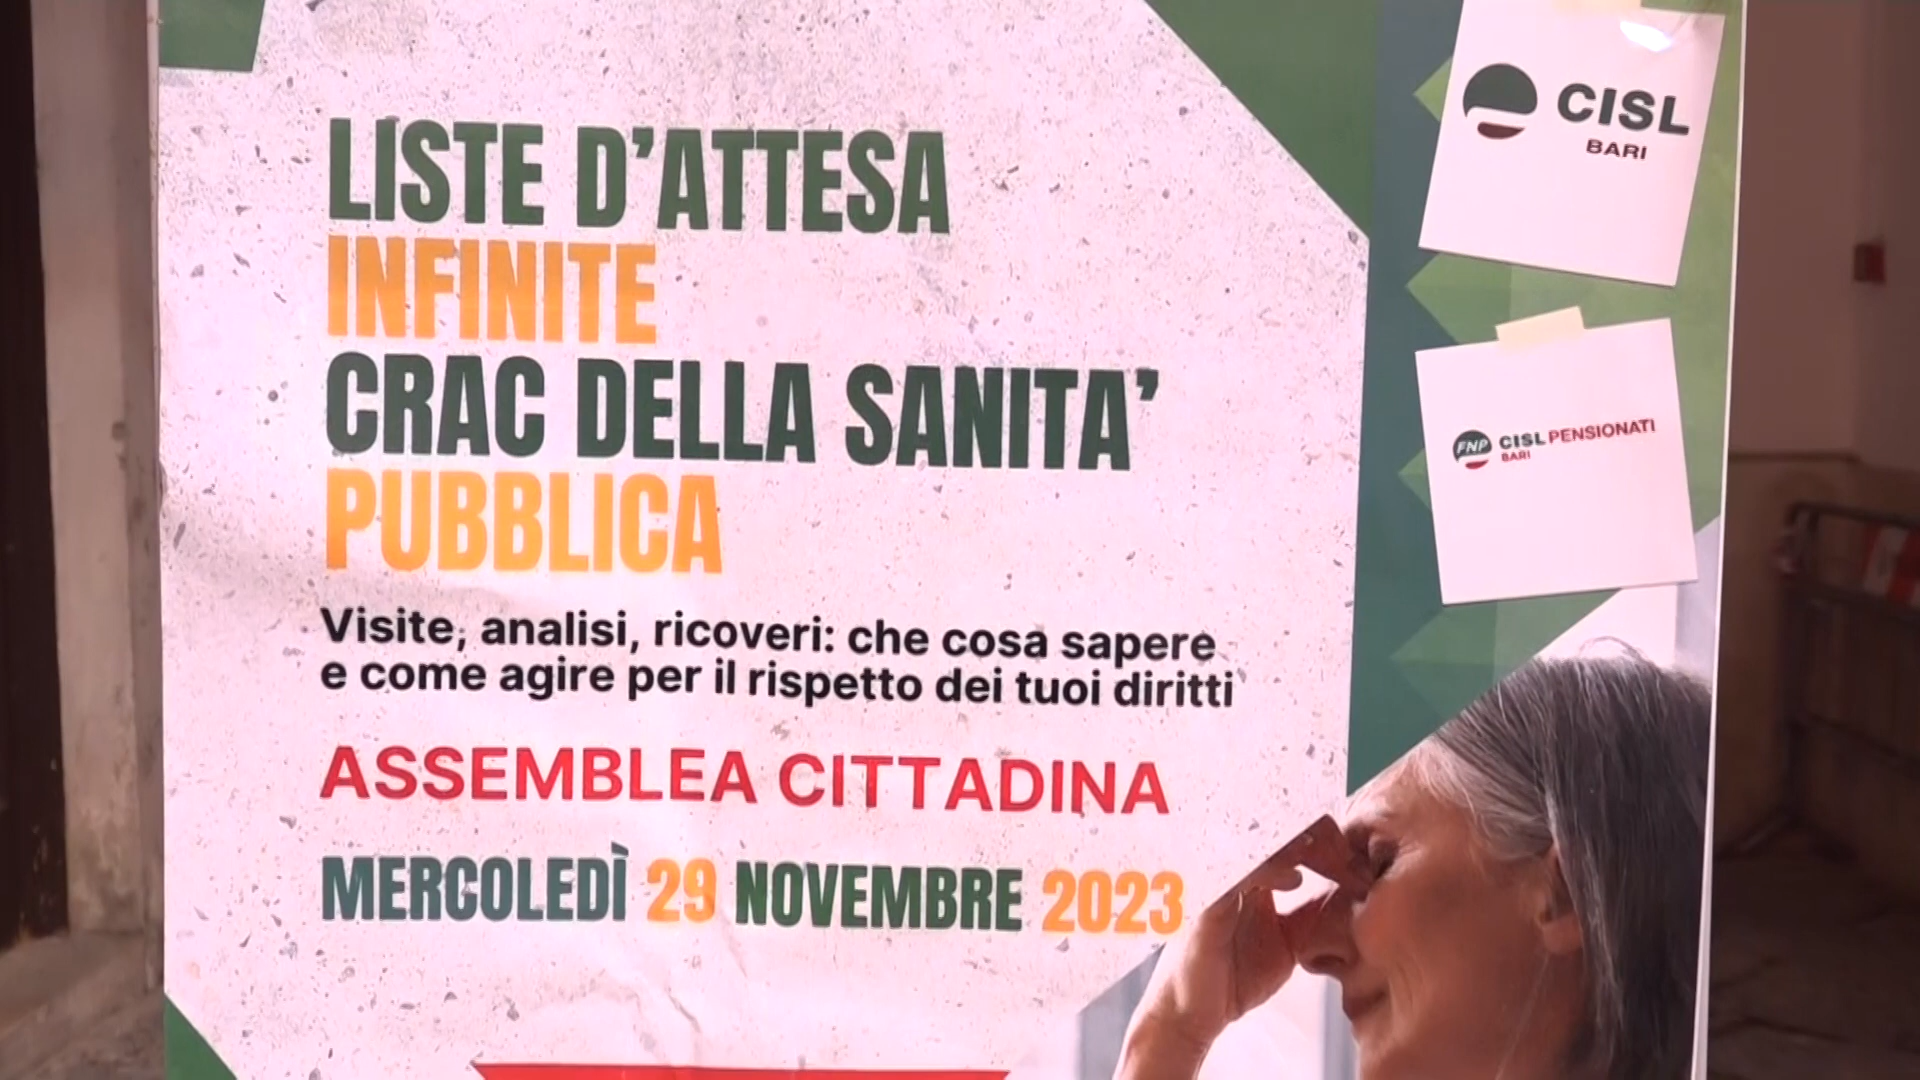 LISTE D'ATTESA
INFINITE
CRAC DELLA SANITA'
PUBBLICA
Visite, analisi, ricoveri: che cosa sapere
e come agire per il rispetto dei tuoi diritti
ASSEMBLEA CITTADINA
MERCOLEDÌ 29 NOVEMBRE 2023
CISL
BARI
FNP CISL PENSIONATI
BARI